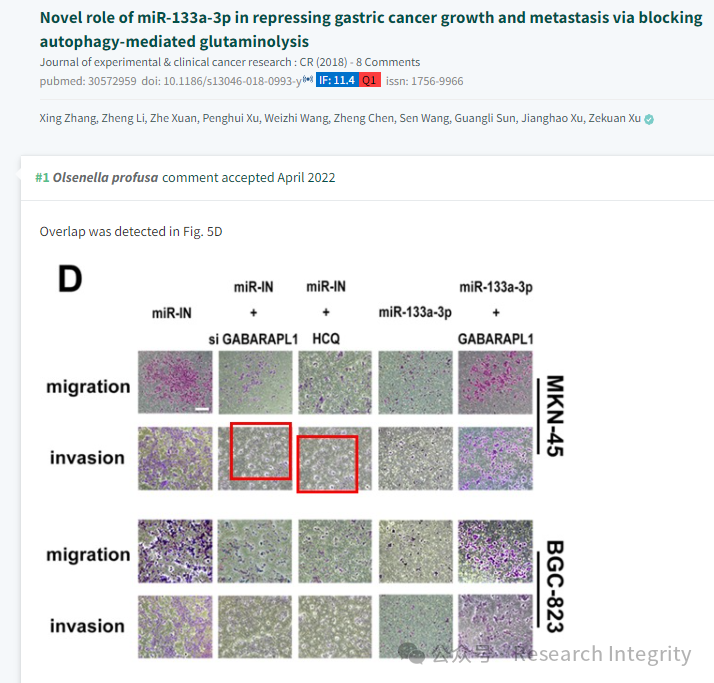 Novel role of miR-133a-3p in repressing gastric cancer growth and metastasis via blocking
autophagy-mediated glutaminolysis
Journal of experimental & clinical cancer research : CR (2018) - 8 Comments
pubmed: 30572959 doi: 10.1186/s13046-018-0993-y IF: 11.4 Q1 issn: 1756-9966
Xing Zhang, Zheng Li, Zhe Xuan, Penghui Xu, Weizhi Wang, Zheng Chen, Sen Wang, Guangli Sun, Jianghao Xu, Zekuan Xu
#1 Olsenella profusa comment accepted April 2022
Overlap was detected in Fig. 5D
D
miR-IN
miR-IN + si GABARAPL1
miR-IN + HCQ
miR-133a-3p
miR-133a-3p + GABARAPL1
migration
invasion
MKN-45
migration
invasion
BGC-823
公众号 · Research Integrity